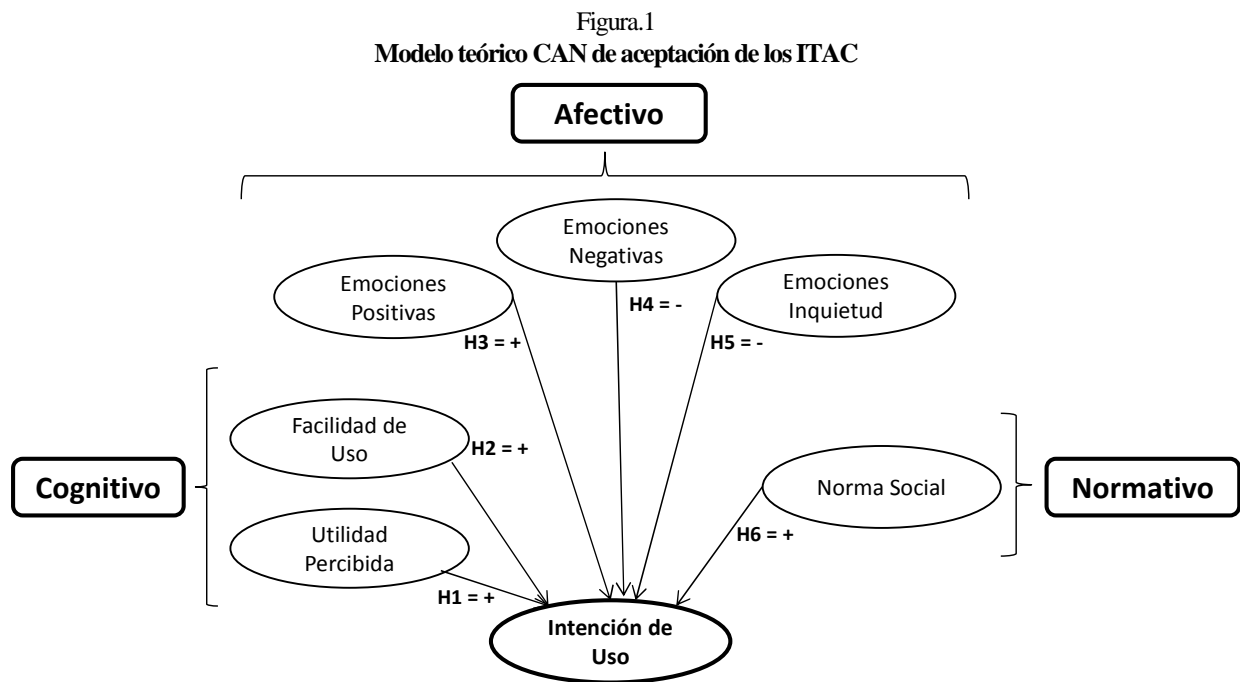 Figura.1
Modelo teórico CAN de aceptación de los ITAC
Afectivo
Emociones
Negativas
Emociones
Positivas
Emociones
Inquietud
H4 = -
H3 = +
H5 = -
Facilidad de
Uso
H2 = +
Cognitivo
Norma Social
Normativo
Utilidad
Percibida
H6 = +
H1 = +
Intención de
Uso